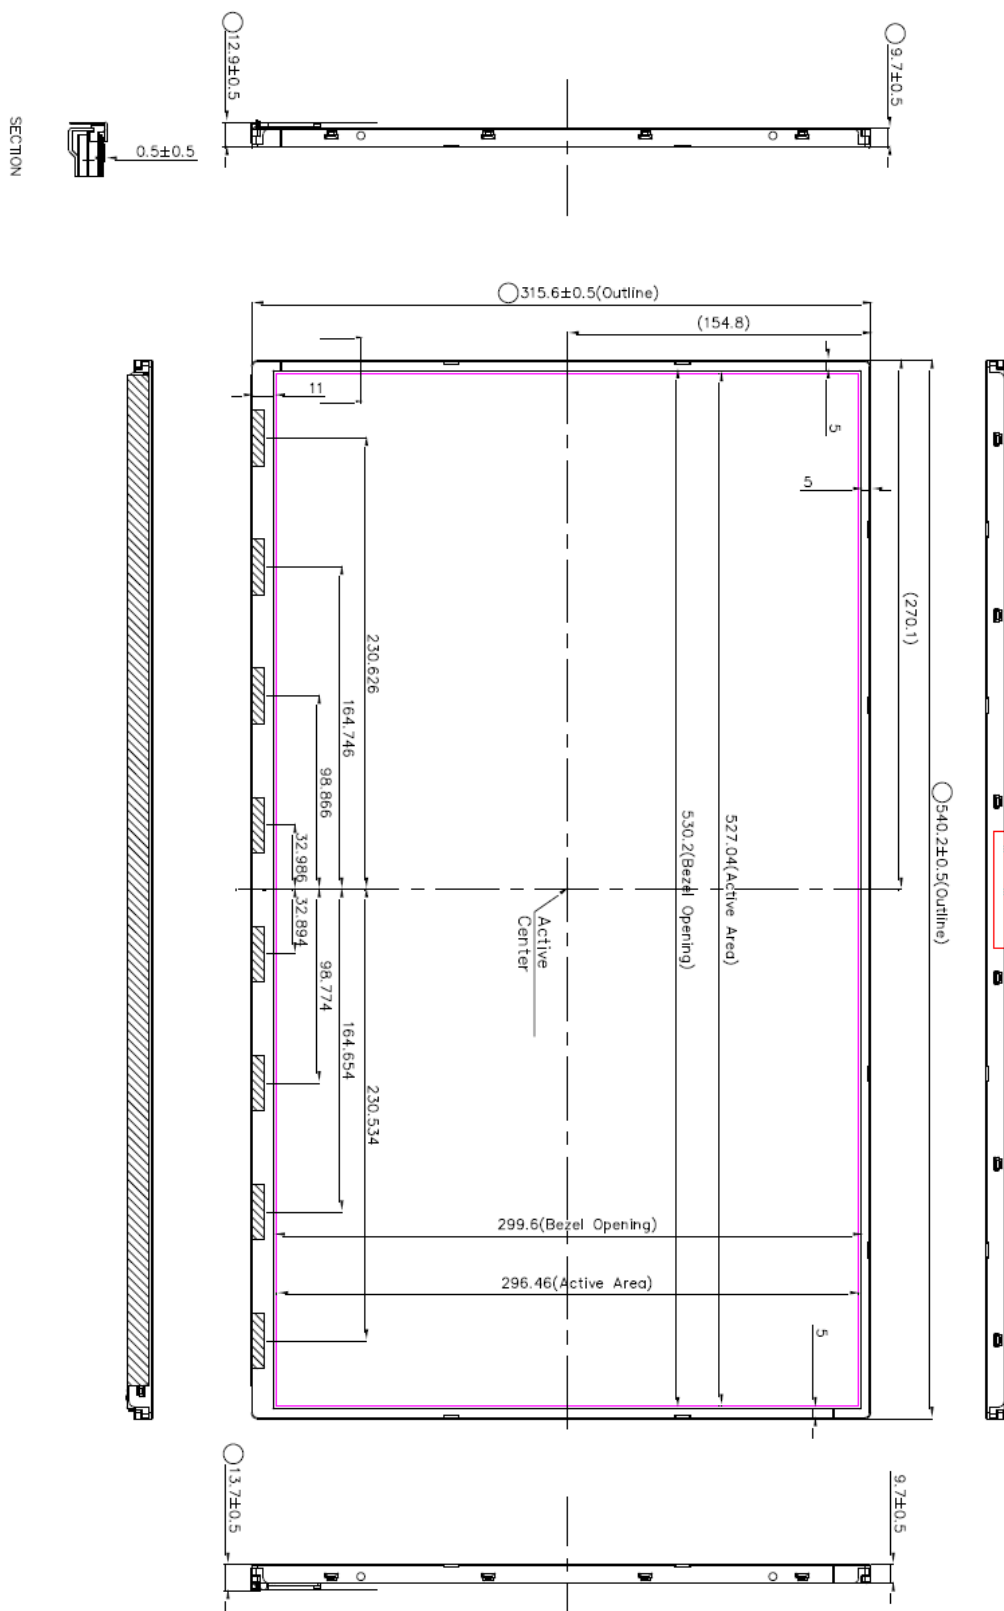 12.9±0.5
9.7±0.5
SECTION
0.5±0.5
315.6±0.5(Outline)
(154.8)
11
5
5
(270.1)
230.626
164.746
98.866
32.986
32.894
98.774
164.654
230.534
530.2(Bezel Opening)
527.04(Active Area)
540.2±0.5(Outline)
Active
Center
299.6(Bezel Opening)
296.46(Active Area)
5
13.7±0.5
9.7±0.5